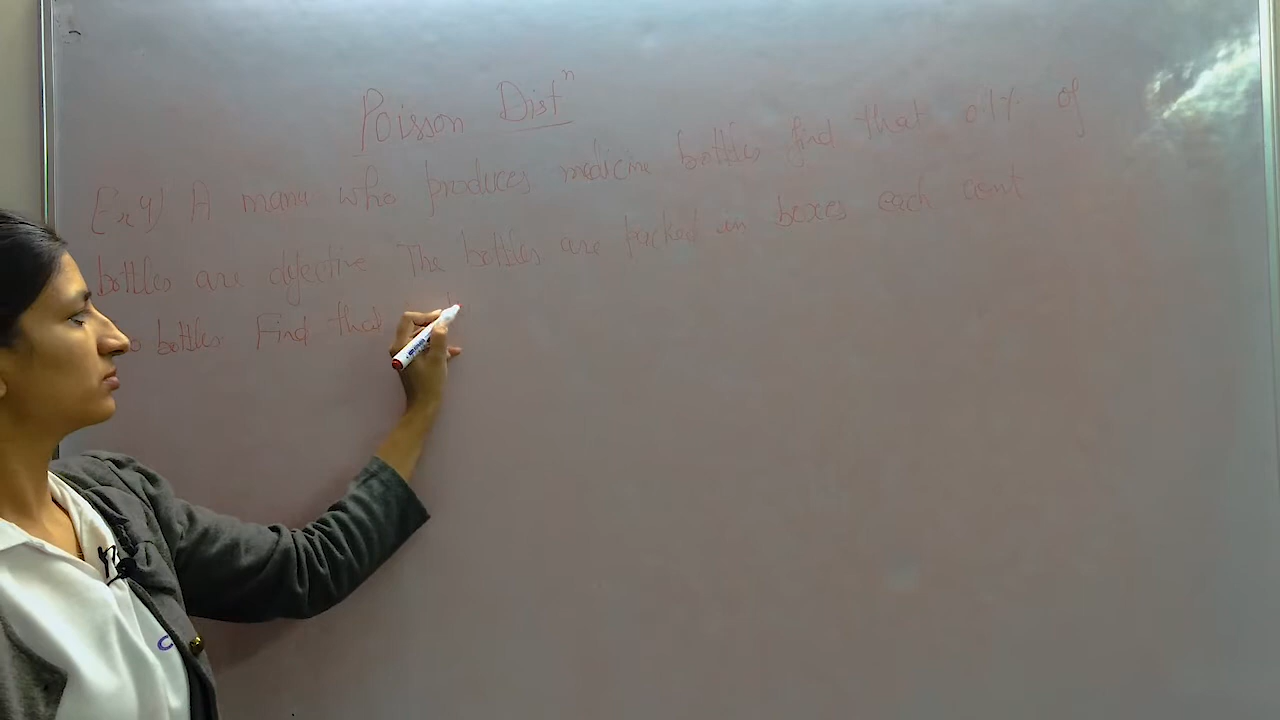 Poisson Distⁿ
Ex 4) A manu who produces medicine bottles find that 0.1% of
bottles are defective The bottles are packed in boxes each cont
bottles Find that